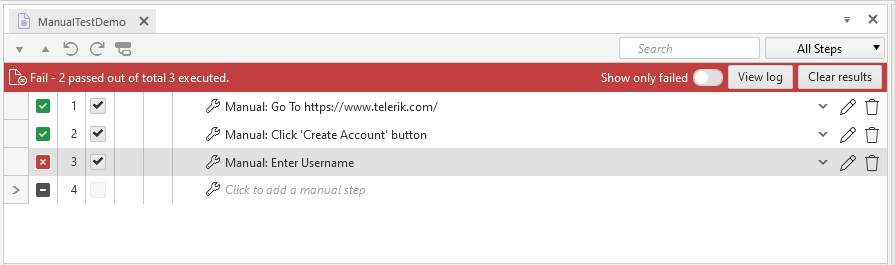 ManualTestDemo
Search
All Steps
Fail - 2 passed out of total 3 executed.
Show only failed
View log
Clear results
1 Manual: Go To https://www.telerik.com/
2 Manual: Click 'Create Account' button
3 Manual: Enter Username
4 Click to add a manual step